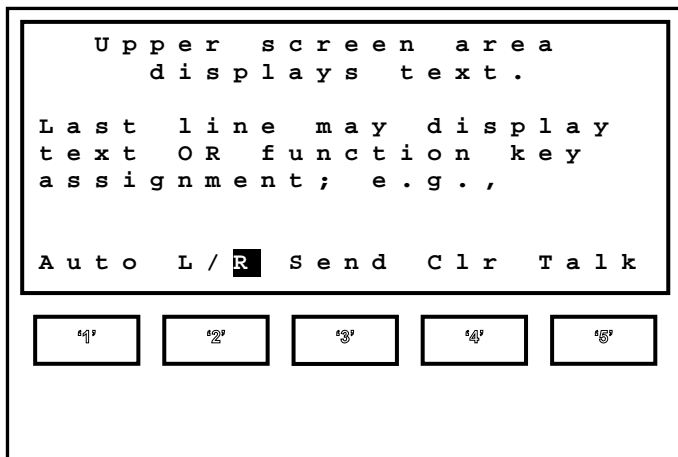 Upper screen area
displays text.
Last line may display
text OR function key
assignment; e.g.,
Auto L/R Send Clr Talk
‘1’ ‘2’ ‘3’ ‘4’ ‘5’